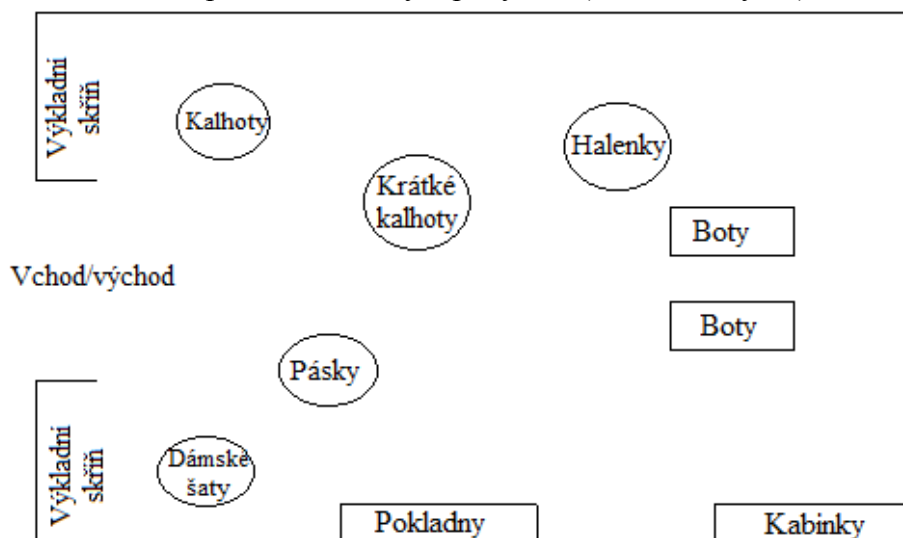 Výkladní
skříň
Kalhoty
Halenky
Krátké
kalhoty
Boty
Vchod/východ
Boty
Pásky
Výkladní
skříň
Dámské
šaty
Pokladny
Kabinky